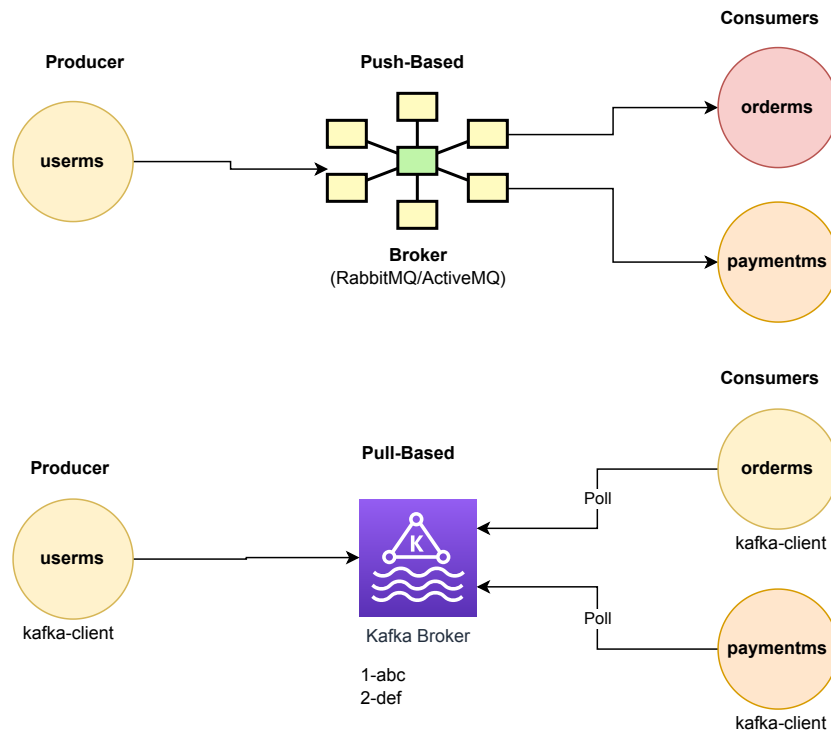 Consumers
Producer
Push-Based
orderms
userms
Broker
(RabbitMQ/ActiveMQ)
paymentms
Consumers
Producer
Pull-Based
orderms
Poll
K
userms
kafka-client
kafka-client
Poll
Kafka Broker
paymentms
1-abc
2-def
kafka-client